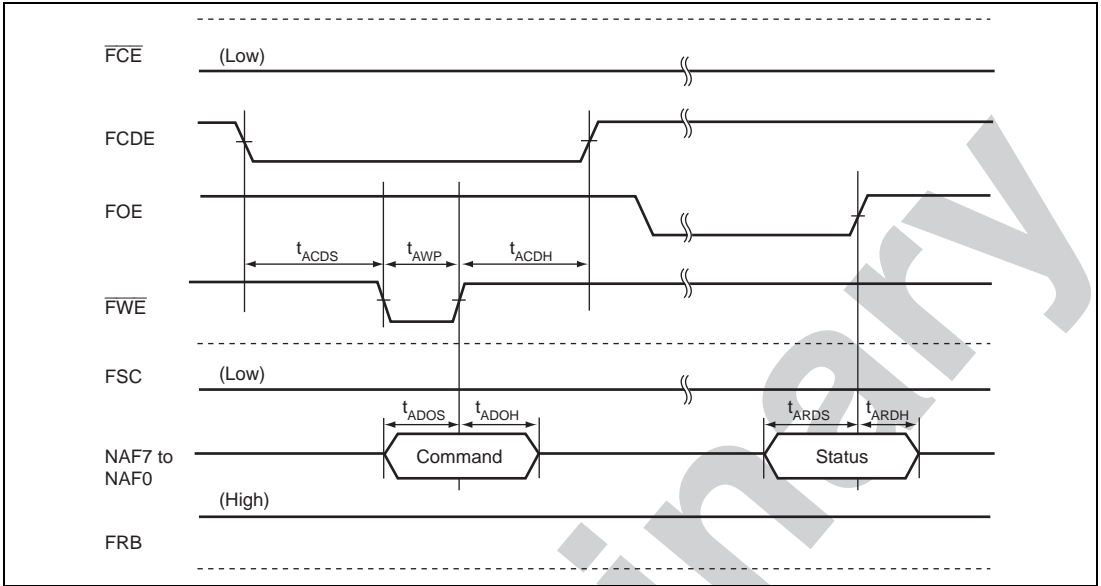 FCE (Low)
FCDE
FOE
tACDS tAWP tACDH
FWE
FSC (Low)
tADOS tADOH tARDS tARDH
NAF7 to
NAF0
Command Status
(High)
FRB
inary